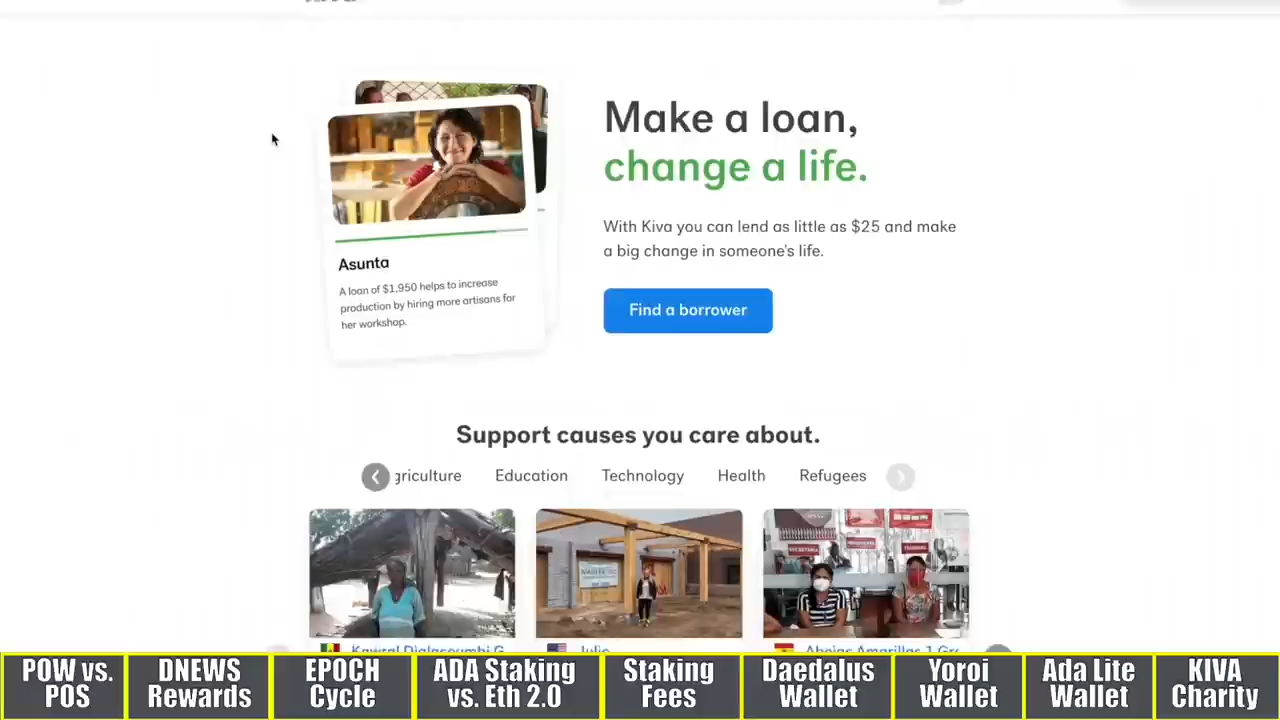 Make a loan,
change a life.
With Kiva you can lend as little as $25 and make
a big change in someone's life.
Find a borrower
Asunta
A loan of $1,950 helps to increase
production by hiring more artisans for
her workshop.
Support causes you care about.
griculture Education Technology Health Refugees
POW vs.
POS
DNEWS
Rewards
EPOCH
Cycle
ADA Staking
vs. Eth 2.0
Staking
Fees
Daedalus
Wallet
Yoroi
Wallet
Ada Lite
Wallet
KIVA
Charity